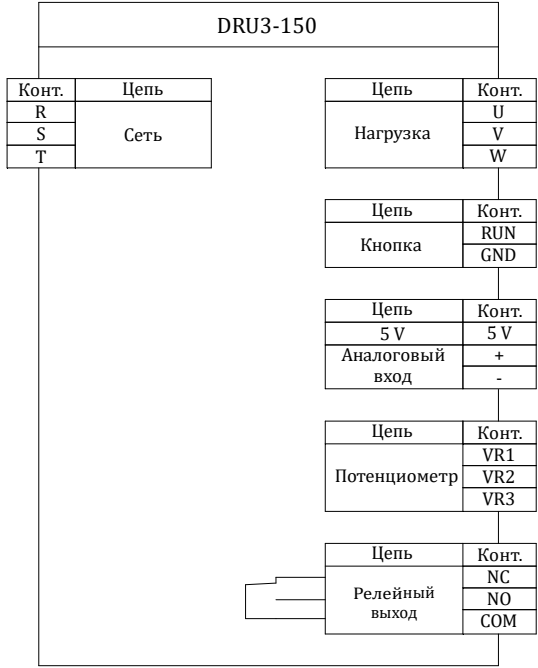 DRU3-150
Конт. Цепь
R
S Сеть
T
Цепь Конт.
U
Нагрузка V
W
Цепь Конт.
Кнопка RUN
GND
Цепь Конт.
5 V 5 V
Аналоговый +
вход -
Цепь Конт.
VR1
Потенциометр VR2
VR3
Цепь Конт.
NC
Релейный NO
выход COM